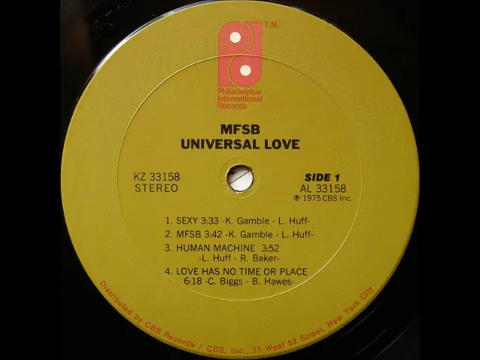 T.M.
Philadelphia
International
Records
MFSB
UNIVERSAL LOVE
KZ 33158
STEREO
SIDE 1
AL 33158
℗ 1975 CBS Inc.
1. SEXY 3:33 -K. Gamble - L. Huff-
2. MFSB 3:42 -K. Gamble - L. Huff-
3. HUMAN MACHINE 3:52
-L. Huff - R. Baker-
4. LOVE HAS NO TIME OR PLACE
6:18 -C. Biggs - B. Hawes-
Distributed by CBS Records / CBS, Inc., 51 West 52 Street, New York City